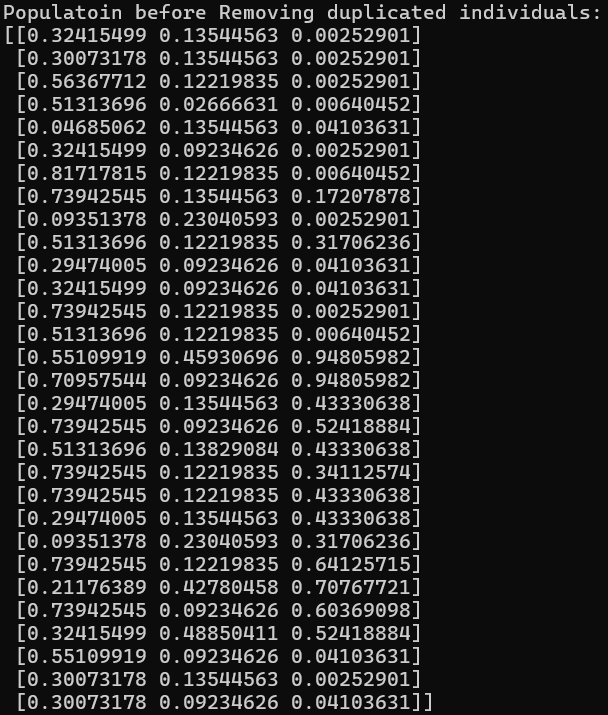 Populatoin before Removing duplicated individuals:
[[0.32415499 0.13544563 0.00252901]
[0.30073178 0.13544563 0.00252901]
[0.56367712 0.12219835 0.00252901]
[0.51313696 0.02666631 0.00640452]
[0.04685062 0.13544563 0.04103631]
[0.32415499 0.09234626 0.00252901]
[0.81717815 0.12219835 0.00640452]
[0.73942545 0.13544563 0.17207878]
[0.09351378 0.23040593 0.00252901]
[0.51313696 0.12219835 0.31706236]
[0.29474005 0.09234626 0.04103631]
[0.32415499 0.09234626 0.04103631]
[0.73942545 0.12219835 0.00252901]
[0.51313696 0.12219835 0.00640452]
[0.55109919 0.45930696 0.94805982]
[0.70957544 0.09234626 0.94805982]
[0.29474005 0.13544563 0.43330638]
[0.73942545 0.09234626 0.52418884]
[0.51313696 0.13829084 0.43330638]
[0.73942545 0.12219835 0.34112574]
[0.73942545 0.12219835 0.43330638]
[0.29474005 0.13544563 0.43330638]
[0.09351378 0.23040593 0.31706236]
[0.73942545 0.12219835 0.64125715]
[0.21176389 0.42780458 0.70767721]
[0.73942545 0.09234626 0.60369098]
[0.32415499 0.48850411 0.52418884]
[0.55109919 0.09234626 0.04103631]
[0.30073178 0.13544563 0.00252901]
[0.30073178 0.09234626 0.04103631]]